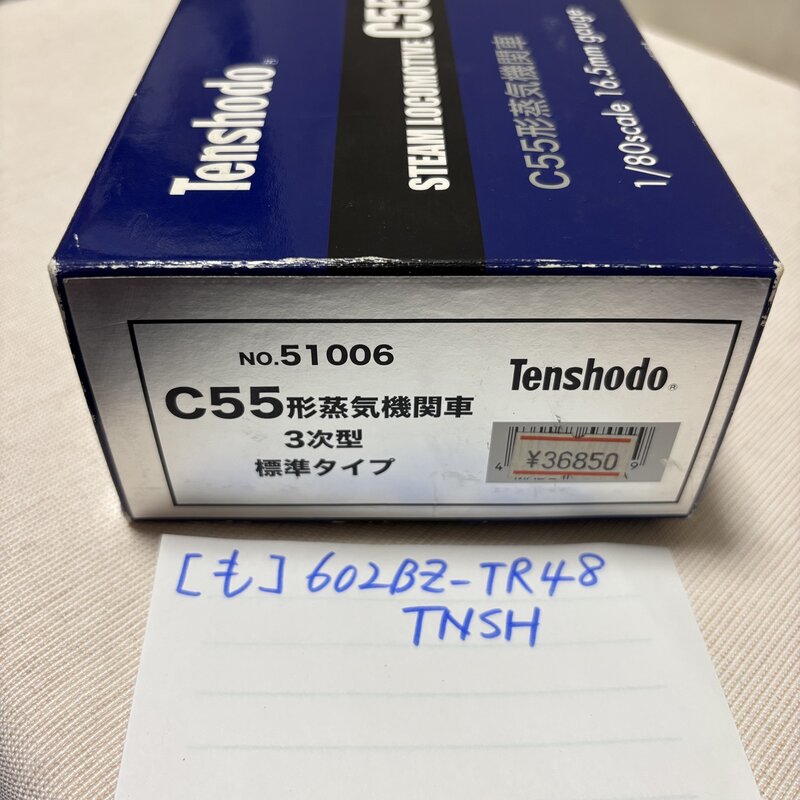 Tenshodo®
STEAM LOCOMOTIVE C55
C55形蒸気機関車
1/80scale 16.5mm gauge
NO.51006
Tenshodo®
C55形蒸気機関車
3次型
標準タイプ
¥36850
4
9
[も] 602BZ-TR48
TNSH